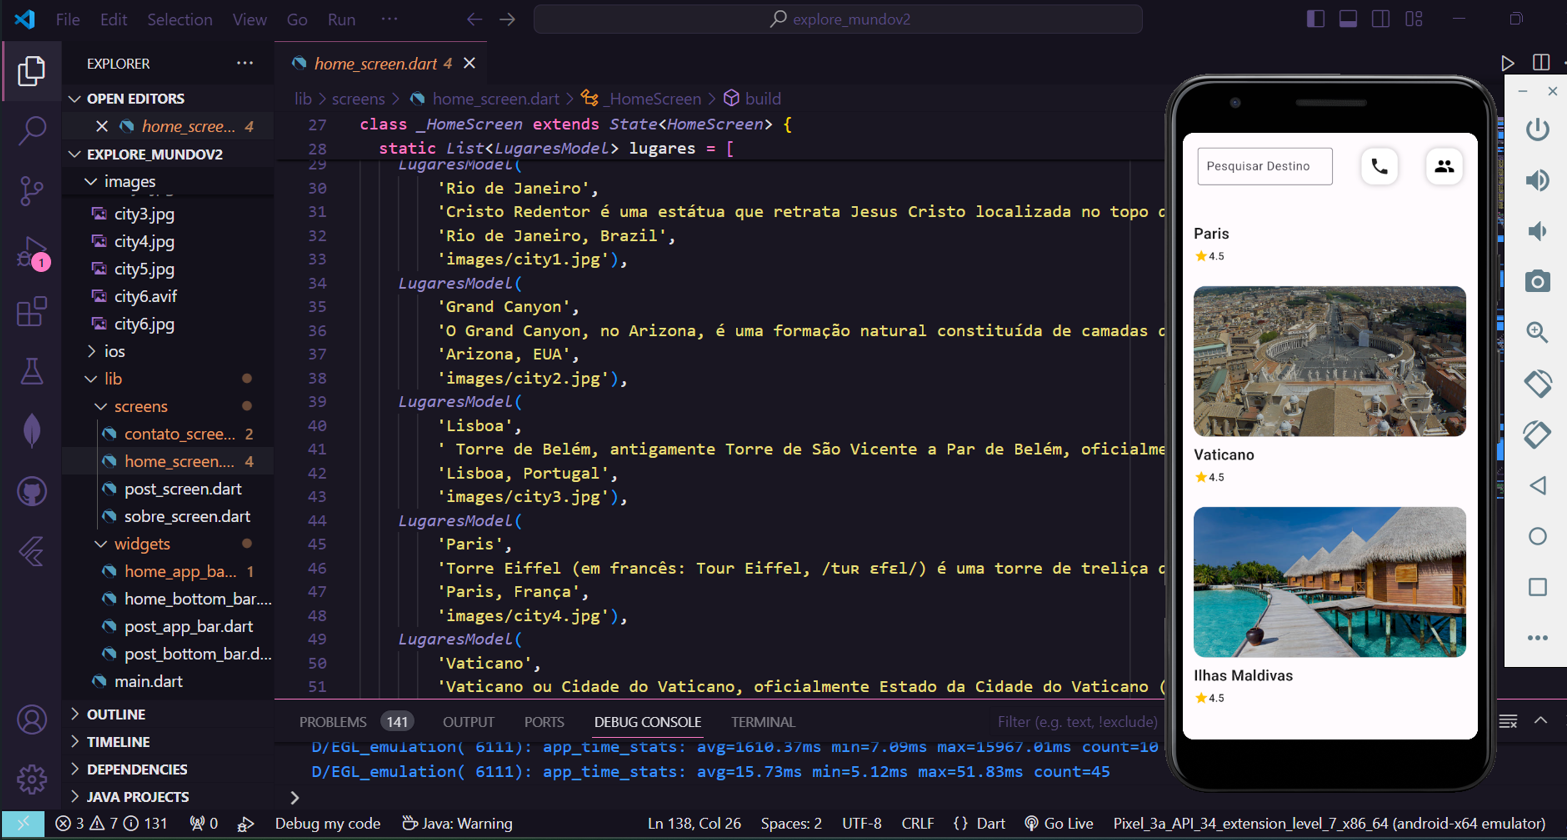 File Edit Selection View Go Run ··· explore_mundov2
EXPLORER ···
OPEN EDITORS
home_scree... 4
EXPLORE_MUNDOV2
images
city3.jpg
city4.jpg
city5.jpg
city6.avif
city6.jpg
ios
lib
screens
contato_scree... 2
home_screen.... 4
post_screen.dart
sobre_screen.dart
widgets
home_app_ba... 1
home_bottom_bar....
post_app_bar.dart
post_bottom_bar.d...
main.dart
OUTLINE
TIMELINE
DEPENDENCIES
JAVA PROJECTS
1
home_screen.dart 4
lib > screens > home_screen.dart > _HomeScreen > build
27 class _HomeScreen extends State<HomeScreen> {
28 static List<LugaresModel> lugares = [
29 LugaresModel(
30 'Rio de Janeiro',
31 'Cristo Redentor é uma estátua que retrata Jesus Cristo localizada no topo d
32 'Rio de Janeiro, Brazil',
33 'images/city1.jpg'),
34 LugaresModel(
35 'Grand Canyon',
36 'O Grand Canyon, no Arizona, é uma formação natural constituída de camadas d
37 'Arizona, EUA',
38 'images/city2.jpg'),
39 LugaresModel(
40 'Lisboa',
41 ' Torre de Belém, antigamente Torre de São Vicente a Par de Belém, oficialme
42 'Lisboa, Portugal',
43 'images/city3.jpg'),
44 LugaresModel(
45 'Paris',
46 'Torre Eiffel (em francês: Tour Eiffel, /tuʀ ɛfɛl/) é uma torre de treliça d
47 'Paris, França',
48 'images/city4.jpg'),
49 LugaresModel(
50 'Vaticano',
51 'Vaticano ou Cidade do Vaticano, oficialmente Estado da Cidade do Vaticano (
PROBLEMS 141 OUTPUT PORTS DEBUG CONSOLE TERMINAL Filter (e.g. text, !exclude)
D/EGL_emulation( 6111): app_time_stats: avg=1610.37ms min=7.09ms max=15967.01ms count=10
D/EGL_emulation( 6111): app_time_stats: avg=15.73ms min=5.12ms max=51.83ms count=45
Pesquisar Destino
Paris
4.5
Vaticano
4.5
Ilhas Maldivas
4.5
3 7 131 0 Debug my code Java: Warning Ln 138, Col 26 Spaces: 2 UTF-8 CRLF {} Dart Go Live Pixel_3a_API_34_extension_level_7_x86_64 (android-x64 emulator)